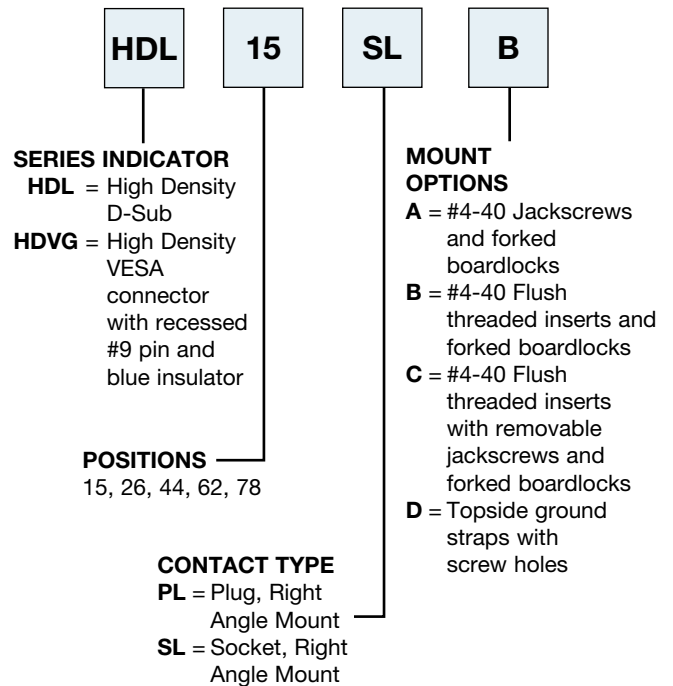 HDL 15 SL B
SERIES INDICATOR
HDL = High Density
D-Sub
HDVG = High Density
VESA
connector
with recessed
#9 pin and
blue insulator
POSITIONS
15, 26, 44, 62, 78
CONTACT TYPE
PL = Plug, Right
Angle Mount
SL = Socket, Right
Angle Mount
MOUNT
OPTIONS
A = #4-40 Jackscrews
and forked
boardlocks
B = #4-40 Flush
threaded inserts and
forked boardlocks
C = #4-40 Flush
threaded inserts
with removable
jackscrews and
forked boardlocks
D = Topside ground
straps with
screw holes